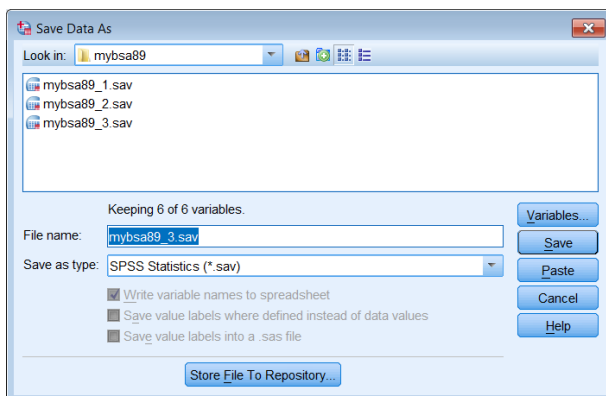 Save Data As
Look in: mybsa89
mybsa89_1.sav
mybsa89_2.sav
mybsa89_3.sav
Keeping 6 of 6 variables.
Variables...
File name: mybsa89_3.sav
Save
Save as type: SPSS Statistics (*.sav)
Paste
Write variable names to spreadsheet
Cancel
Save value labels where defined instead of data values
Help
Save value labels into a .sas file
Store File To Repository...